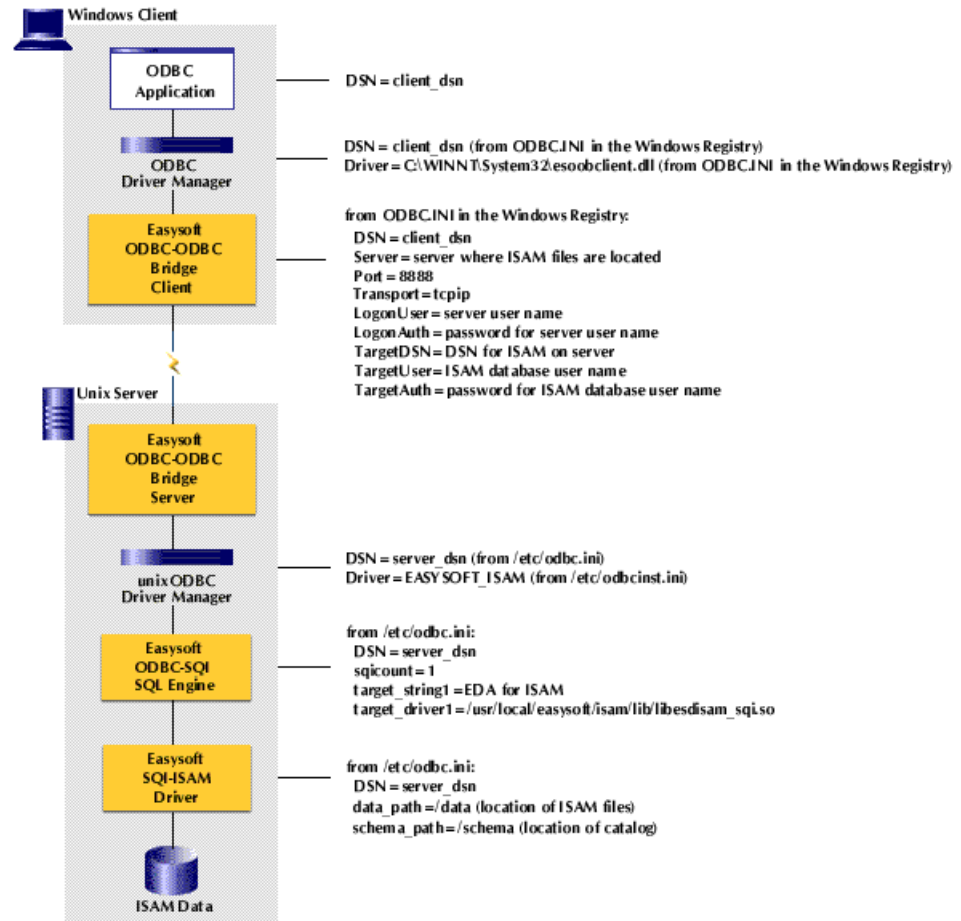 Windows Client
ODBC
Application
DSN = client_dsn
ODBC
Driver Manager
DSN = client_dsn (from ODBC.INI in the Windows Registry)
Driver = C:\WINNT\System32\esoobclient.dll (from ODBC.INI in the Windows Registry)
Easysoft
ODBC-ODBC
Bridge
Client
from ODBC.INI in the Windows Registry:
DSN = client_dsn
Server = server where ISAM files are located
Port = 8888
Transport = tcpip
LogonUser = server user name
LogonAuth = password for server user name
TargetDSN = DSN for ISAM on server
TargetUser = ISAM database user name
TargetAuth = password for ISAM database user name
Unix Server
Easysoft
ODBC-ODBC
Bridge
Server
unixODBC
Driver Manager
DSN = server_dsn (from /etc/odbc.ini)
Driver = EASYSOFT_ISAM (from /etc/odbcinst.ini)
Easysoft
ODBC-SQI
SQL Engine
from /etc/odbc.ini:
DSN = server_dsn
sqicount = 1
target_string1 = EDA for ISAM
target_driver1 = /usr/local/easysoft/isam/lib/libesdisam_sqi.so
Easysoft
SQI-ISAM
Driver
from /etc/odbc.ini:
DSN = server_dsn
data_path = /data (location of ISAM files)
schema_path = /schema (location of catalog)
ISAM Data